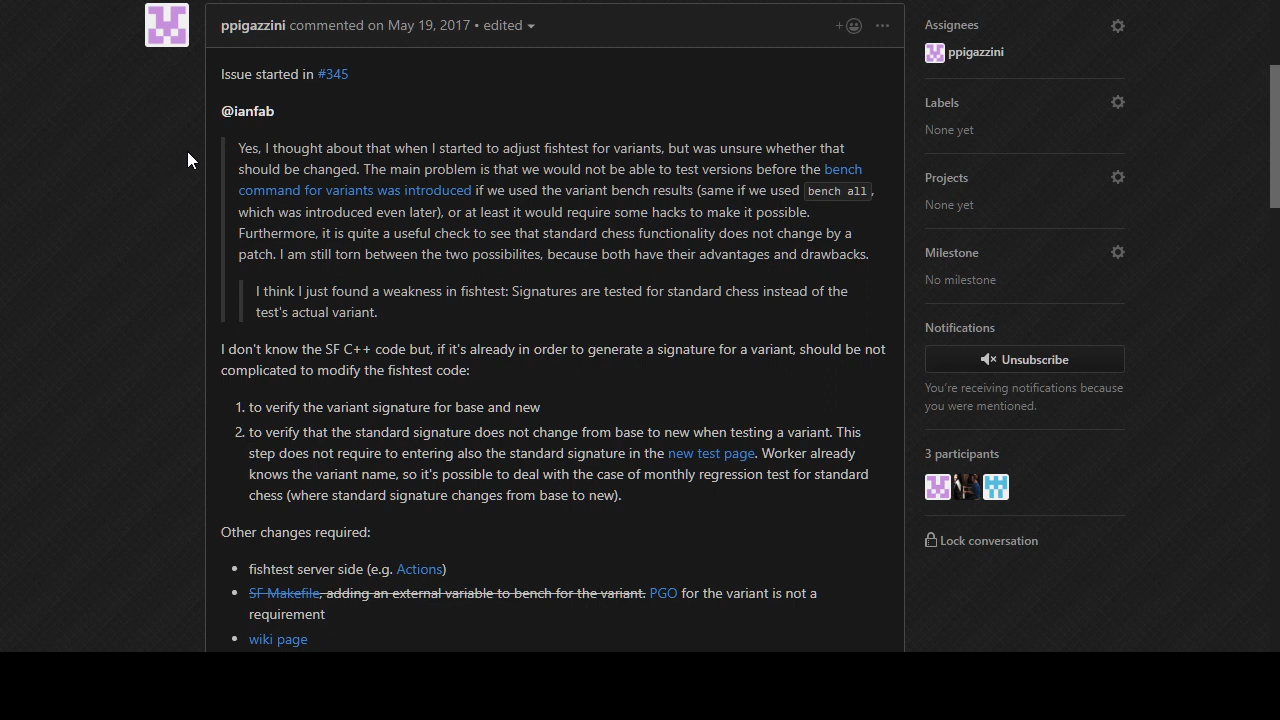 ppigazzini commented on May 19, 2017 • edited
Issue started in #345
@ianfab
Yes, I thought about that when I started to adjust fishtest for variants, but was unsure whether that
should be changed. The main problem is that we would not be able to test versions before the bench
command for variants was introduced if we used the variant bench results (same if we used bench all,
which was introduced even later), or at least it would require some hacks to make it possible.
Furthermore, it is quite a useful check to see that standard chess functionality does not change by a
patch. I am still torn between the two possibilites, because both have their advantages and drawbacks.
I think I just found a weakness in fishtest: Signatures are tested for standard chess instead of the
test's actual variant.
I don't know the SF C++ code but, if it's already in order to generate a signature for a variant, should be not
complicated to modify the fishtest code:
1. to verify the variant signature for base and new
2. to verify that the standard signature does not change from base to new when testing a variant. This
step does not require to entering also the standard signature in the new test page. Worker already
knows the variant name, so it's possible to deal with the case of monthly regression test for standard
chess (where standard signature changes from base to new).
Other changes required:
• fishtest server side (e.g. Actions)
• SF Makefile, adding an external variable to bench for the variant. PGO for the variant is not a
requirement
• wiki page
Assignees
ppigazzini
Labels
None yet
Projects
None yet
Milestone
No milestone
Notifications
Unsubscribe
You're receiving notifications because
you were mentioned.
3 participants
Lock conversation